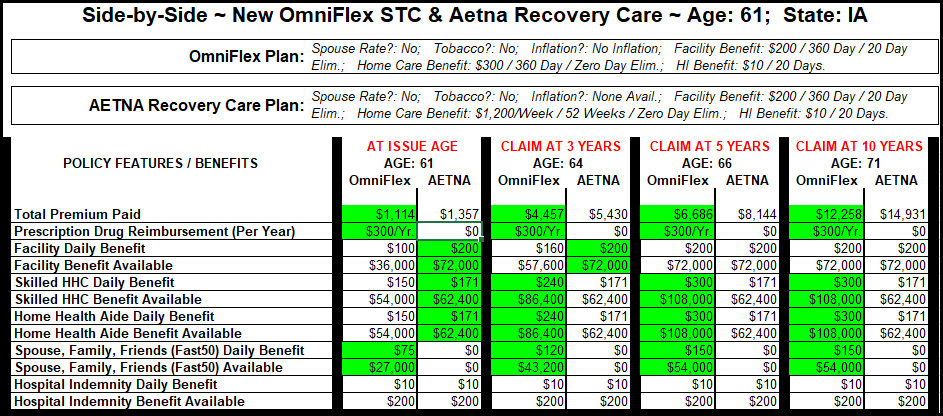 Side-by-Side ~ New OmniFlex STC & Aetna Recovery Care ~ Age: 61; State: IA
OmniFlex Plan: Spouse Rate?: No; Tobacco?: No; Inflation?: No Inflation; Facility Benefit: $200 / 360 Day / 20 Day
Elim.; Home Care Benefit: $300 / 360 Day / Zero Day Elim.; HI Benefit: $10 / 20 Days.
AETNA Recovery Care Plan: Spouse Rate?: No; Tobacco?: No; Inflation?: None Avail.; Facility Benefit: $200 / 360 Day / 20 Day
Elim.; Home Care Benefit: $1,200/Week / 52 Weeks / Zero Day Elim.; HI Benefit: $10 / 20 Days.
AT ISSUE AGE CLAIM AT 3 YEARS CLAIM AT 5 YEARS CLAIM AT 10 YEARS
POLICY FEATURES / BENEFITS AGE: 61 AGE: 64 AGE: 66 AGE: 71
OmniFlex AETNA OmniFlex AETNA OmniFlex AETNA OmniFlex AETNA
Total Premium Paid $1,114 $1,357 $4,457 $5,430 $6,686 $8,144 $12,258 $14,931
Prescription Drug Reimbursement (Per Year) $300/Yr. $0 $300/Yr. $0 $300/Yr. $0 $300/Yr. $0
Facility Daily Benefit $100 $200 $160 $200 $200 $200 $200 $200
Facility Benefit Available $36,000 $72,000 $57,600 $72,000 $72,000 $72,000 $72,000 $72,000
Skilled HHC Daily Benefit $150 $171 $240 $171 $300 $171 $300 $171
Skilled HHC Benefit Available $54,000 $62,400 $86,400 $62,400 $108,000 $62,400 $108,000 $62,400
Home Health Aide Daily Benefit $150 $171 $240 $171 $300 $171 $300 $171
Home Health Aide Benefit Available $54,000 $62,400 $86,400 $62,400 $108,000 $62,400 $108,000 $62,400
Spouse, Family, Friends (Fast50) Daily Benefit $75 $0 $120 $0 $150 $0 $150 $0
Spouse, Family, Friends (Fast50) Available $27,000 $0 $43,200 $0 $54,000 $0 $54,000 $0
Hospital Indemnity Daily Benefit $10 $10 $10 $10 $10 $10 $10 $10
Hospital Indemnity Benefit Available $200 $200 $200 $200 $200 $200 $200 $200